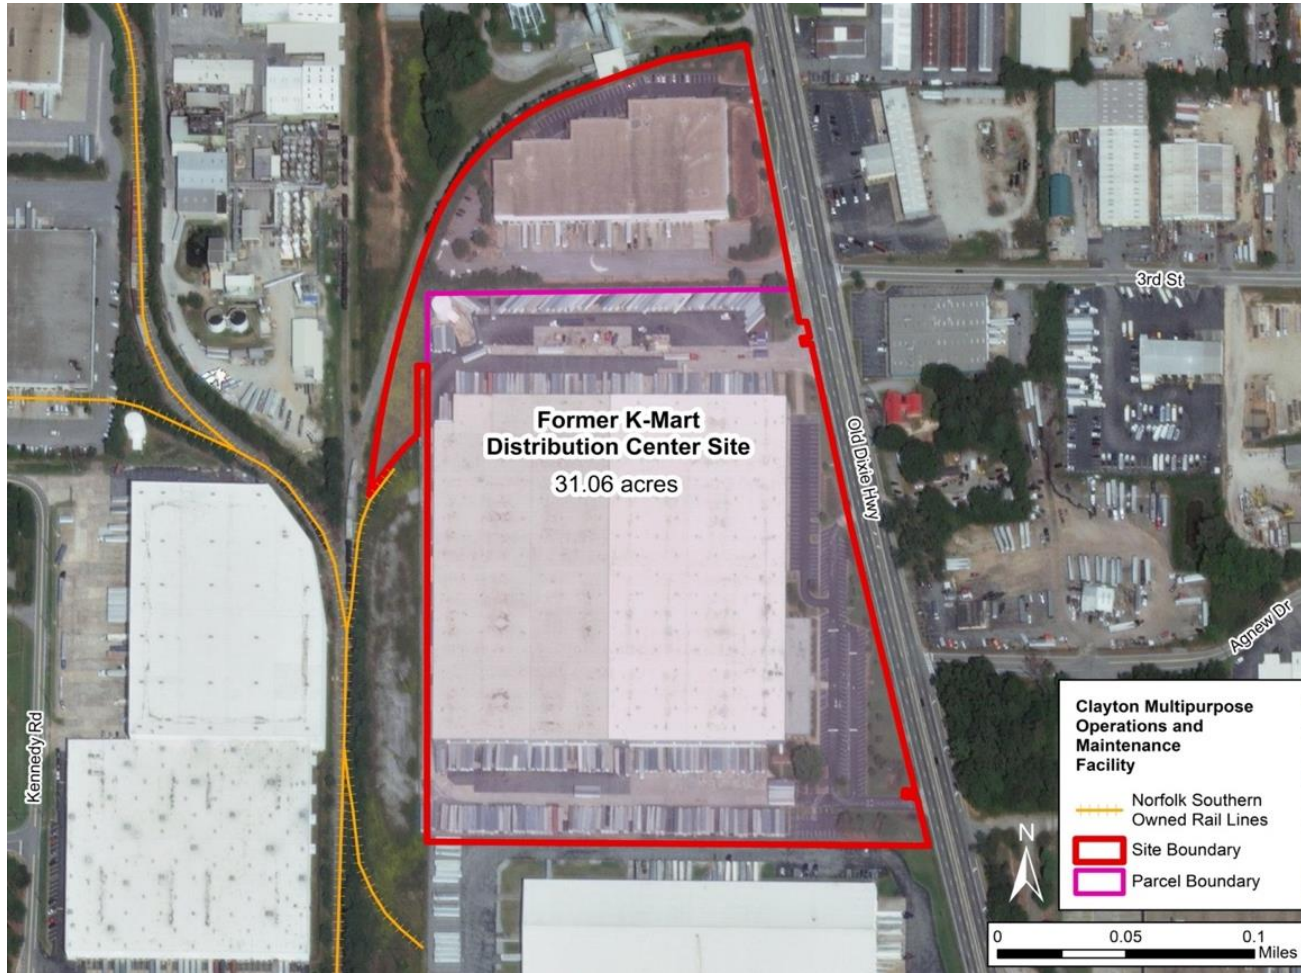 3rd St
Former K-Mart
Distribution Center Site
31.06 acres
Old Dixie Hwy
Agnew Dr
Kennedy Rd
Clayton Multipurpose
Operations and
Maintenance
Facility
Norfolk Southern
Owned Rail Lines
Site Boundary
Parcel Boundary
N
0 0.05 0.1
Miles